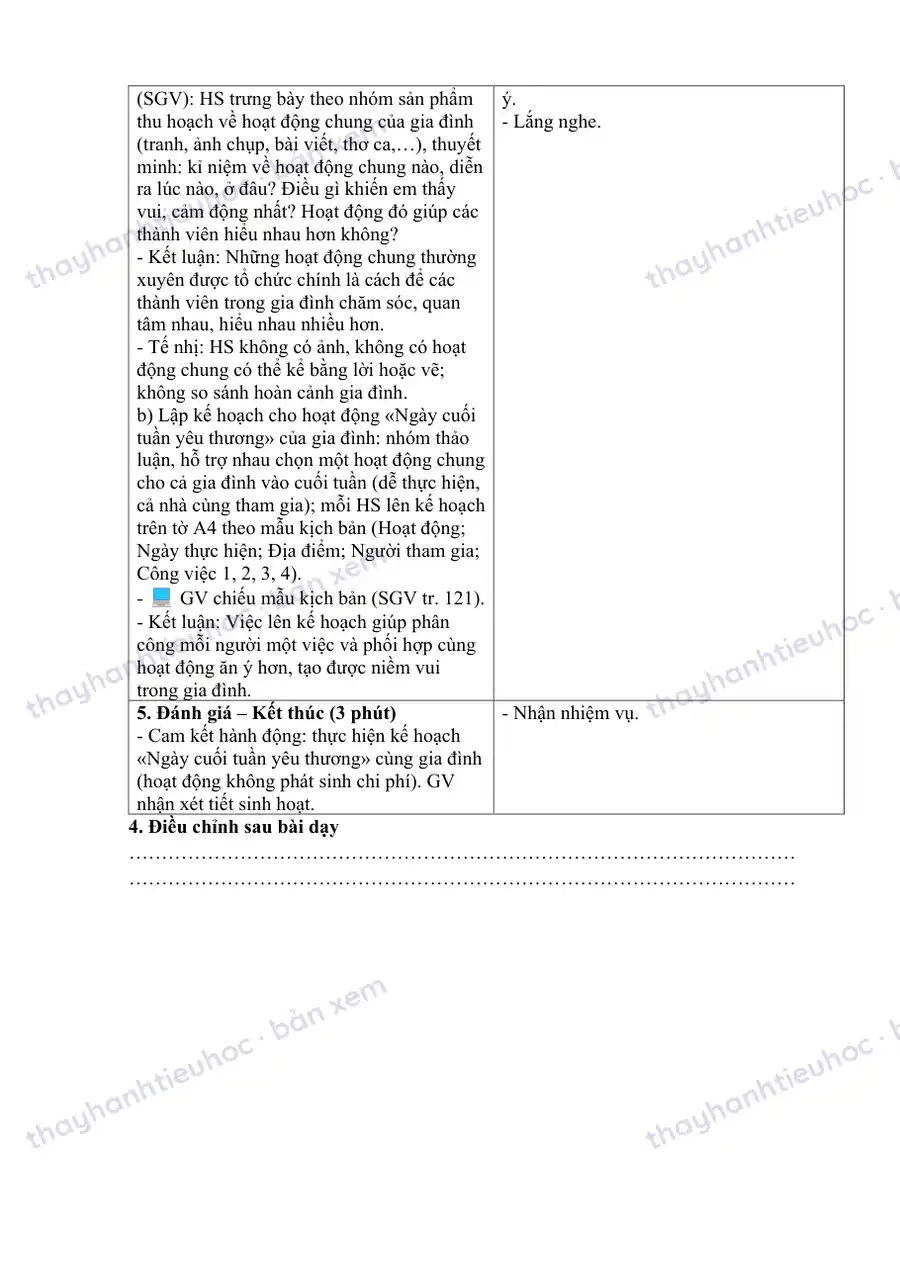 (SGV): HS trưng bày theo nhóm sản phẩm
thu hoạch về hoạt động chung của gia đình
(tranh, ảnh chụp, bài viết, thơ ca,…), thuyết
minh: kỉ niệm về hoạt động chung nào, diễn
ra lúc nào, ở đâu? Điều gì khiến em thấy
vui, cảm động nhất? Hoạt động đó giúp các
thành viên hiểu nhau hơn không?
- Kết luận: Những hoạt động chung thường
xuyên được tổ chức chính là cách để các
thành viên trong gia đình chăm sóc, quan
tâm nhau, hiểu nhau nhiều hơn.
- Tế nhị: HS không có ảnh, không có hoạt
động chung có thể kể bằng lời hoặc vẽ;
không so sánh hoàn cảnh gia đình.
b) Lập kế hoạch cho hoạt động «Ngày cuối
tuần yêu thương» của gia đình: nhóm thảo
luận, hỗ trợ nhau chọn một hoạt động chung
cho cả gia đình vào cuối tuần (dễ thực hiện,
cả nhà cùng tham gia); mỗi HS lên kế hoạch
trên tờ A4 theo mẫu kịch bản (Hoạt động;
Ngày thực hiện; Địa điểm; Người tham gia;
Công việc 1, 2, 3, 4).
- GV chiếu mẫu kịch bản (SGV tr. 121).
- Kết luận: Việc lên kế hoạch giúp phân
công mỗi người một việc và phối hợp cùng
hoạt động ăn ý hơn, tạo được niềm vui
trong gia đình.
ý.
- Lắng nghe.
5. Đánh giá – Kết thúc (3 phút)
- Cam kết hành động: thực hiện kế hoạch
«Ngày cuối tuần yêu thương» cùng gia đình
(hoạt động không phát sinh chi phí). GV
nhận xét tiết sinh hoạt.
- Nhận nhiệm vụ.
4. Điều chỉnh sau bài dạy
…………………………………………………………………………………………
…………………………………………………………………………………………
thayhanhtieuhoc · bản xem
thayhanhtieuhoc · b
thayhanhtieuhoc · bản xem
thayhanhtieuhoc · b
thayhanhtieuhoc · bản xem
thayhanhtieuhoc · b